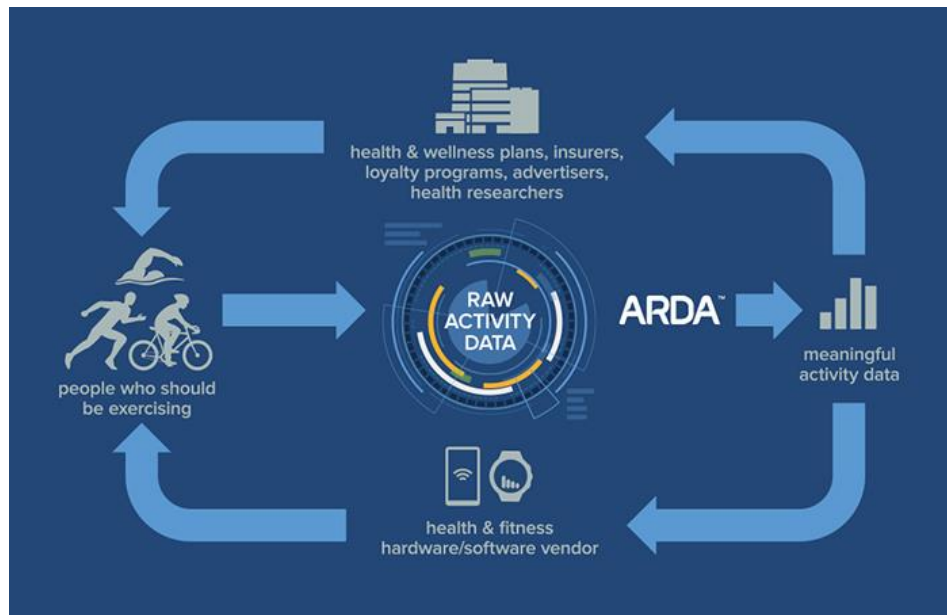 health & wellness plans, insurers,
loyalty programs, advertisers,
health researchers
people who should
be exercising
RAW
ACTIVITY
DATA
ARDA™
meaningful
activity data
health & fitness
hardware/software vendor